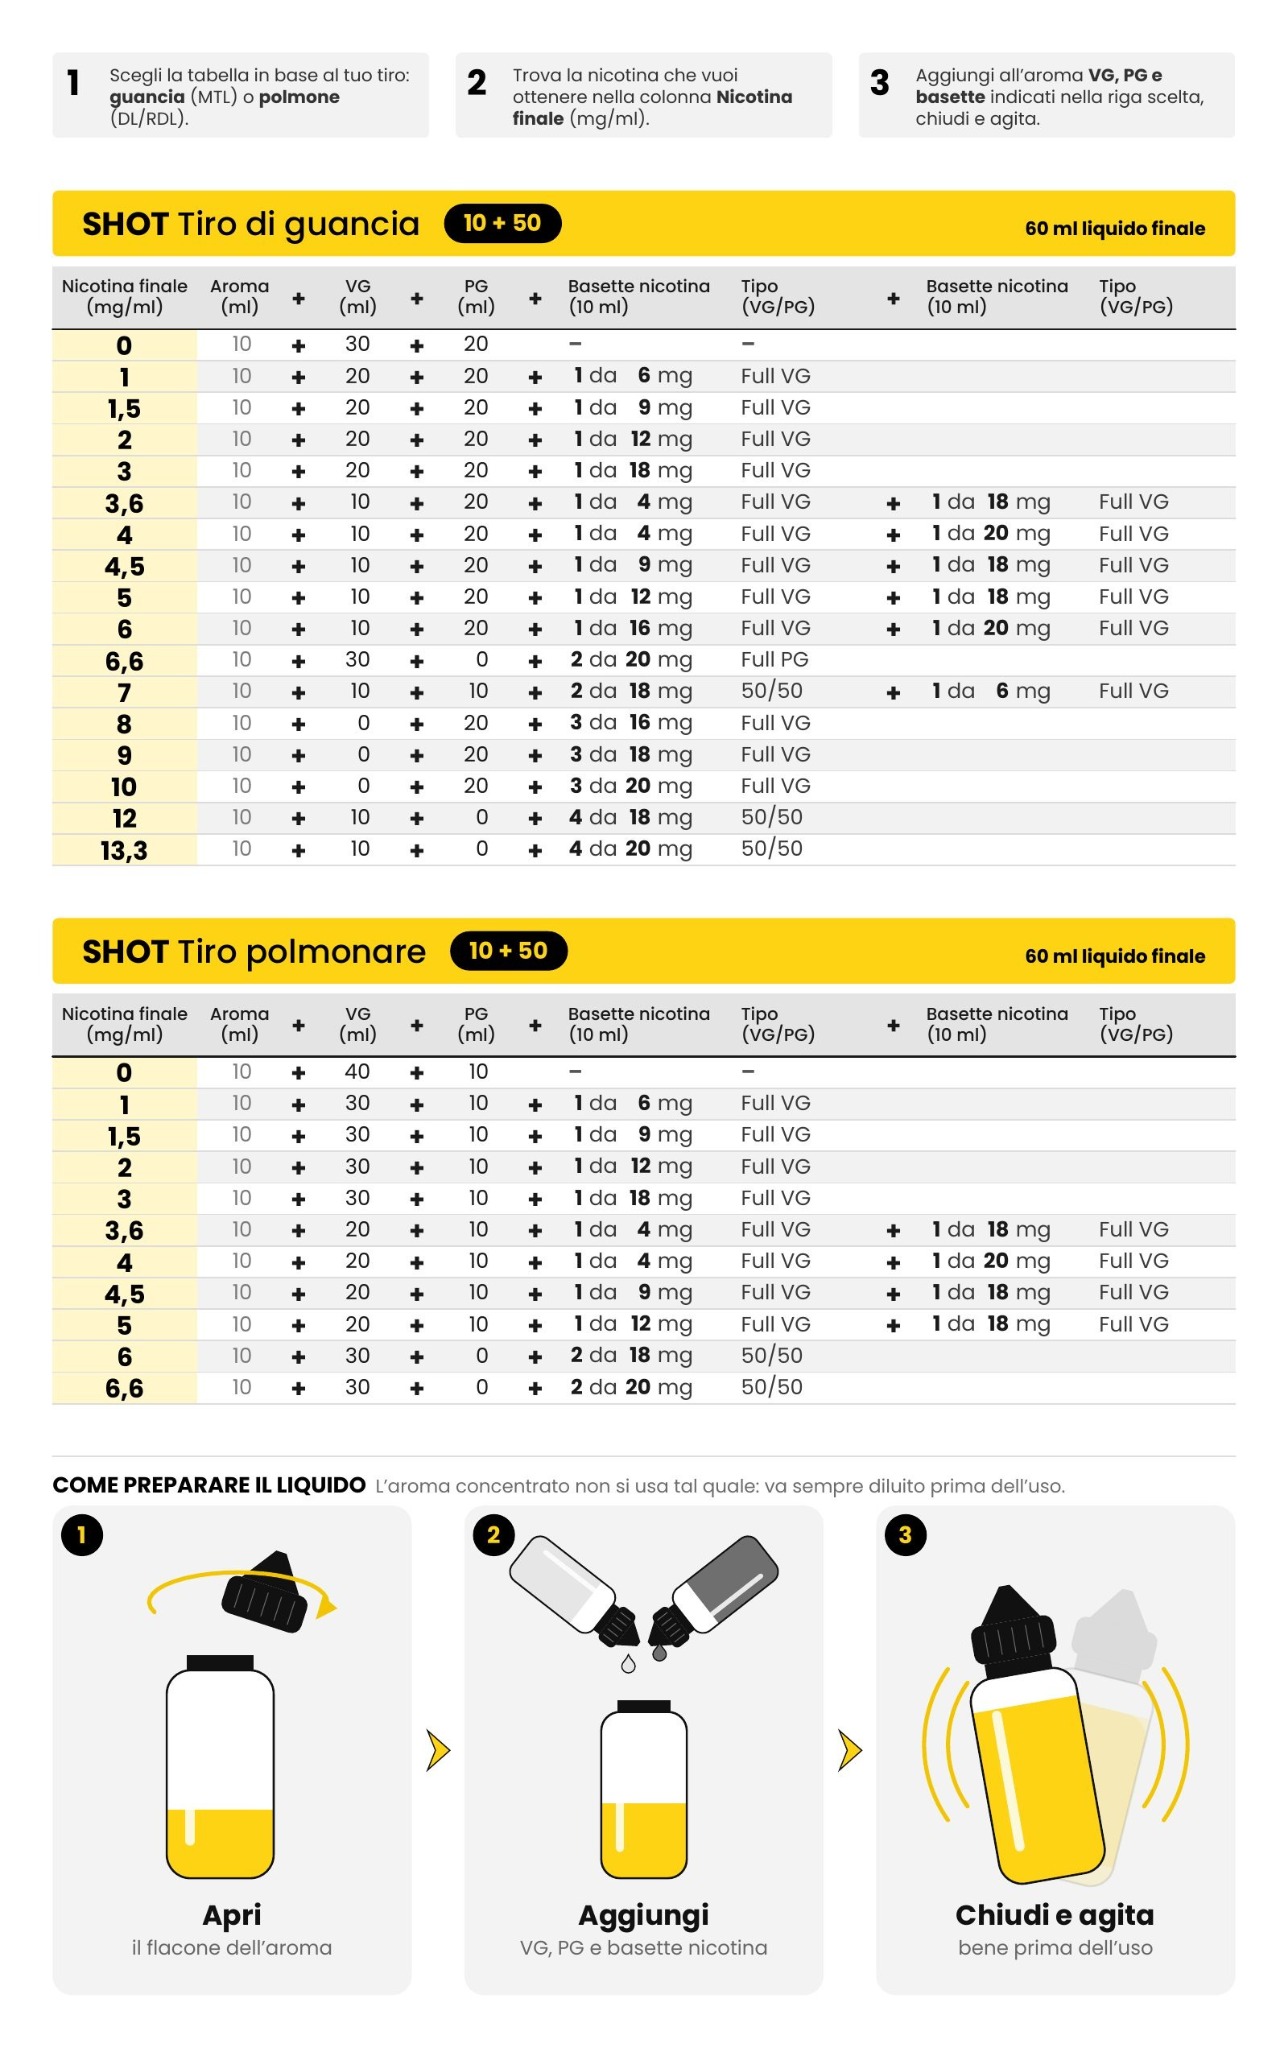 1
Scegli la tabella in base al tuo tiro:
guancia (MTL) o polmone
(DL/RDL).
2
Trova la nicotina che vuoi
ottenere nella colonna Nicotina
finale (mg/ml).
3
Aggiungi all’aroma VG, PG e
basette indicati nella riga scelta,
chiudi e agita.
SHOT Tiro di guancia 10 + 50 60 ml liquido finale
Nicotina finale Aroma VG PG Basette nicotina Tipo Basette nicotina Tipo
(mg/ml) (ml) + (ml) + (ml) + (10 ml) (VG/PG) + (10 ml) (VG/PG)
0 10 + 30 + 20 – –
1 10 + 20 + 20 + 1 da 6 mg Full VG
1,5 10 + 20 + 20 + 1 da 9 mg Full VG
2 10 + 20 + 20 + 1 da 12 mg Full VG
3 10 + 20 + 20 + 1 da 18 mg Full VG
3,6 10 + 10 + 20 + 1 da 4 mg Full VG + 1 da 18 mg Full VG
4 10 + 10 + 20 + 1 da 4 mg Full VG + 1 da 20 mg Full VG
4,5 10 + 10 + 20 + 1 da 9 mg Full VG + 1 da 18 mg Full VG
5 10 + 10 + 20 + 1 da 12 mg Full VG + 1 da 18 mg Full VG
6 10 + 10 + 20 + 1 da 16 mg Full VG + 1 da 20 mg Full VG
6,6 10 + 30 + 0 + 2 da 20 mg Full PG
7 10 + 10 + 10 + 2 da 18 mg 50/50 + 1 da 6 mg Full VG
8 10 + 0 + 20 + 3 da 16 mg Full VG
9 10 + 0 + 20 + 3 da 18 mg Full VG
10 10 + 0 + 20 + 3 da 20 mg Full VG
12 10 + 10 + 0 + 4 da 18 mg 50/50
13,3 10 + 10 + 0 + 4 da 20 mg 50/50
SHOT Tiro polmonare 10 + 50 60 ml liquido finale
Nicotina finale Aroma VG PG Basette nicotina Tipo Basette nicotina Tipo
(mg/ml) (ml) + (ml) + (ml) + (10 ml) (VG/PG) + (10 ml) (VG/PG)
0 10 + 40 + 10 – –
1 10 + 30 + 10 + 1 da 6 mg Full VG
1,5 10 + 30 + 10 + 1 da 9 mg Full VG
2 10 + 30 + 10 + 1 da 12 mg Full VG
3 10 + 30 + 10 + 1 da 18 mg Full VG
3,6 10 + 20 + 10 + 1 da 4 mg Full VG + 1 da 18 mg Full VG
4 10 + 20 + 10 + 1 da 4 mg Full VG + 1 da 20 mg Full VG
4,5 10 + 20 + 10 + 1 da 9 mg Full VG + 1 da 18 mg Full VG
5 10 + 20 + 10 + 1 da 12 mg Full VG + 1 da 18 mg Full VG
6 10 + 30 + 0 + 2 da 18 mg 50/50
6,6 10 + 30 + 0 + 2 da 20 mg 50/50
COME PREPARARE IL LIQUIDO L’aroma concentrato non si usa tal quale: va sempre diluito prima dell’uso.
1
Apri
il flacone dell’aroma
2
Aggiungi
VG, PG e basette nicotina
3
Chiudi e agita
bene prima dell’uso